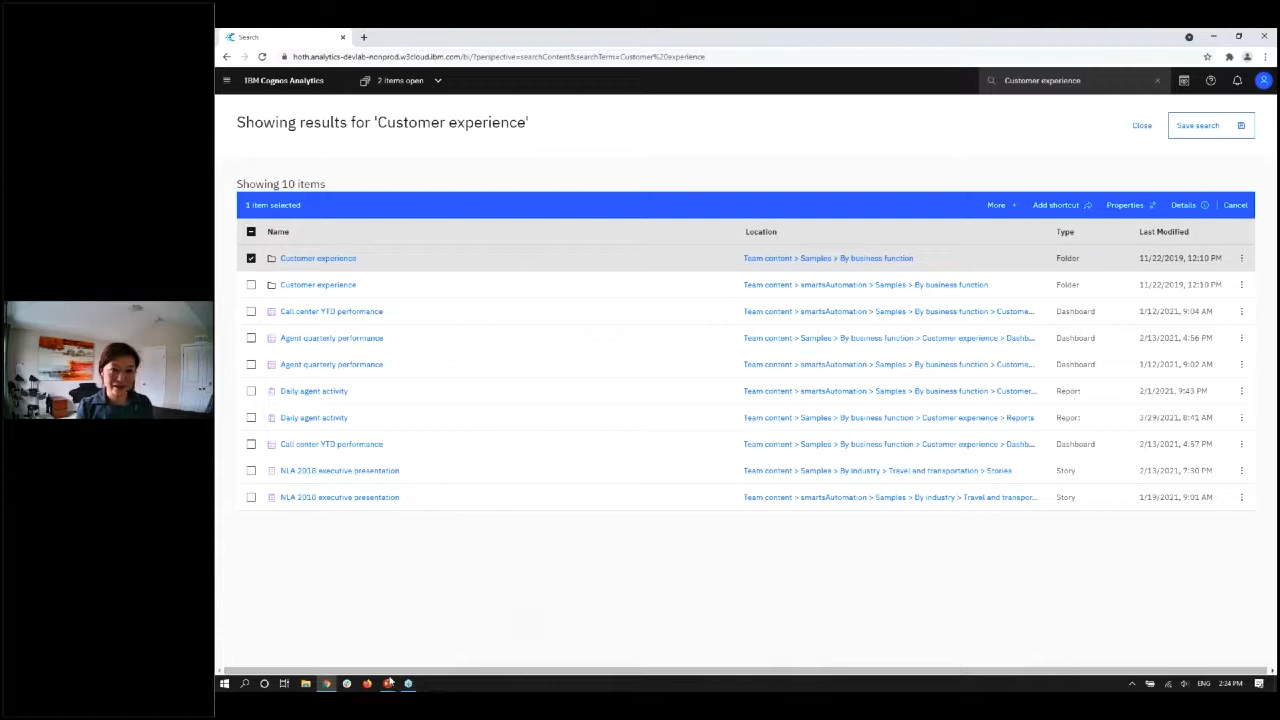 Search
hoth.analytics-devlab-nonprod.w3cloud.ibm.com/bi/?perspective=searchContent&searchTerm=Customer%20experience
IBM Cognos Analytics 2 items open Customer experience
Showing results for 'Customer experience' Close Save search
Showing 10 items
1 item selected More Add shortcut Properties Details Cancel
Name Location Type Last Modified
Customer experience Team content > Samples > By business function Folder 11/22/2019, 12:10 PM
Customer experience Team content > smartsAutomation > Samples > By business function Folder 11/22/2019, 12:10 PM
Call center YTD performance Team content > smartsAutomation > Samples > By business function > Custome... Dashboard 1/12/2021, 9:04 AM
Agent quarterly performance Team content > Samples > By business function > Customer experience > Dashb... Dashboard 2/13/2021, 4:56 PM
Agent quarterly performance Team content > smartsAutomation > Samples > By business function > Custome... Dashboard 1/12/2021, 9:02 AM
Daily agent activity Team content > smartsAutomation > Samples > By business function > Customer... Report 2/1/2021, 9:43 PM
Daily agent activity Team content > Samples > By business function > Customer experience > Reports Report 3/29/2021, 8:41 AM
Call center YTD performance Team content > Samples > By business function > Customer experience > Dashb... Dashboard 2/13/2021, 4:57 PM
NLA 2018 executive presentation Team content > Samples > By industry > Travel and transportation > Stories Story 2/13/2021, 7:30 PM
NLA 2018 executive presentation Team content > smartsAutomation > Samples > By industry > Travel and transpor... Story 1/19/2021, 9:01 AM
ENG 2:24 PM